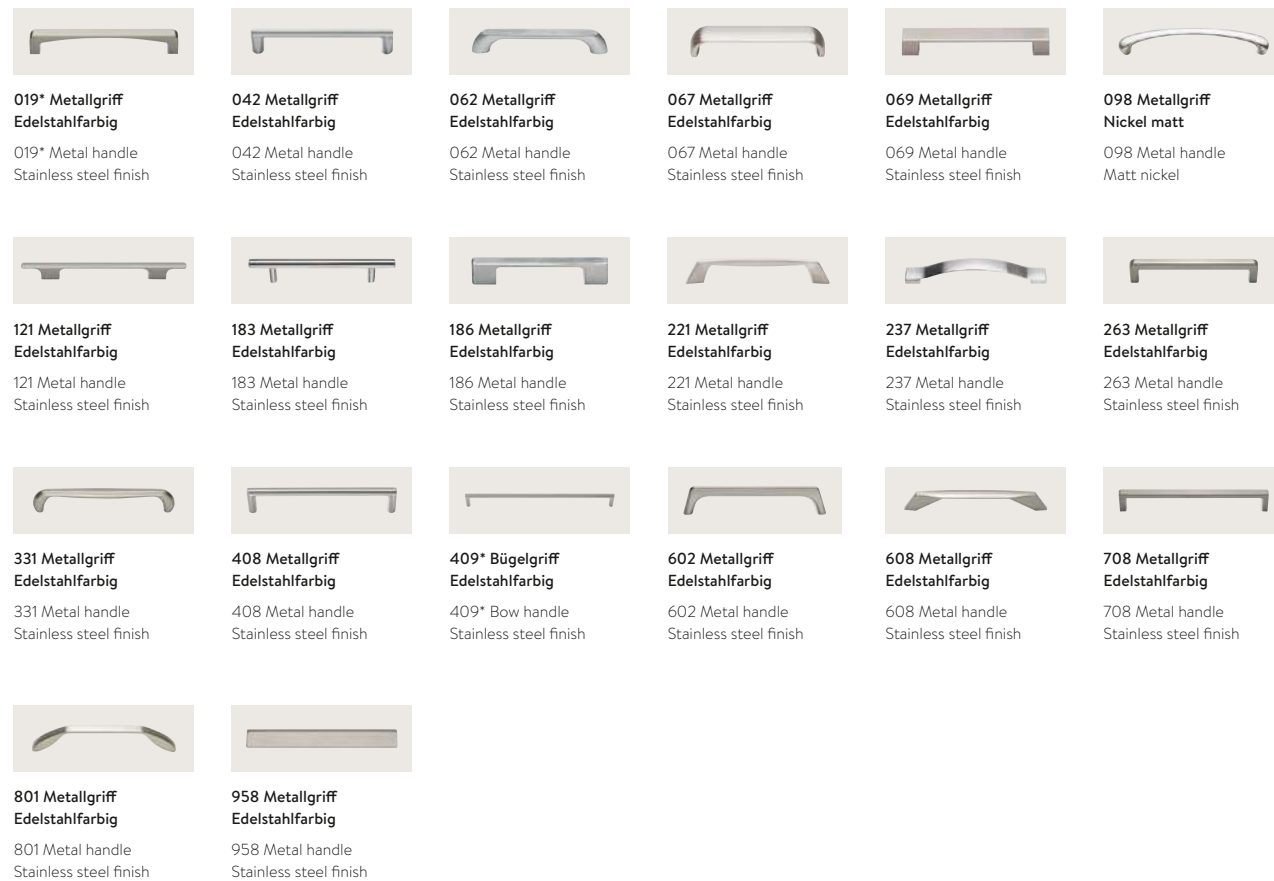 019* Metallgriff
Edelstahlfarbig
019* Metal handle
Stainless steel finish
042 Metallgriff
Edelstahlfarbig
042 Metal handle
Stainless steel finish
062 Metallgriff
Edelstahlfarbig
062 Metal handle
Stainless steel finish
067 Metallgriff
Edelstahlfarbig
067 Metal handle
Stainless steel finish
069 Metallgriff
Edelstahlfarbig
069 Metal handle
Stainless steel finish
098 Metallgriff
Nickel matt
098 Metal handle
Matt nickel
121 Metallgriff
Edelstahlfarbig
121 Metal handle
Stainless steel finish
183 Metallgriff
Edelstahlfarbig
183 Metal handle
Stainless steel finish
186 Metallgriff
Edelstahlfarbig
186 Metal handle
Stainless steel finish
221 Metallgriff
Edelstahlfarbig
221 Metal handle
Stainless steel finish
237 Metallgriff
Edelstahlfarbig
237 Metal handle
Stainless steel finish
263 Metallgriff
Edelstahlfarbig
263 Metal handle
Stainless steel finish
331 Metallgriff
Edelstahlfarbig
331 Metal handle
Stainless steel finish
408 Metallgriff
Edelstahlfarbig
408 Metal handle
Stainless steel finish
409* Bügelgriff
Edelstahlfarbig
409* Bow handle
Stainless steel finish
602 Metallgriff
Edelstahlfarbig
602 Metal handle
Stainless steel finish
608 Metallgriff
Edelstahlfarbig
608 Metal handle
Stainless steel finish
708 Metallgriff
Edelstahlfarbig
708 Metal handle
Stainless steel finish
801 Metallgriff
Edelstahlfarbig
801 Metal handle
Stainless steel finish
958 Metallgriff
Edelstahlfarbig
958 Metal handle
Stainless steel finish